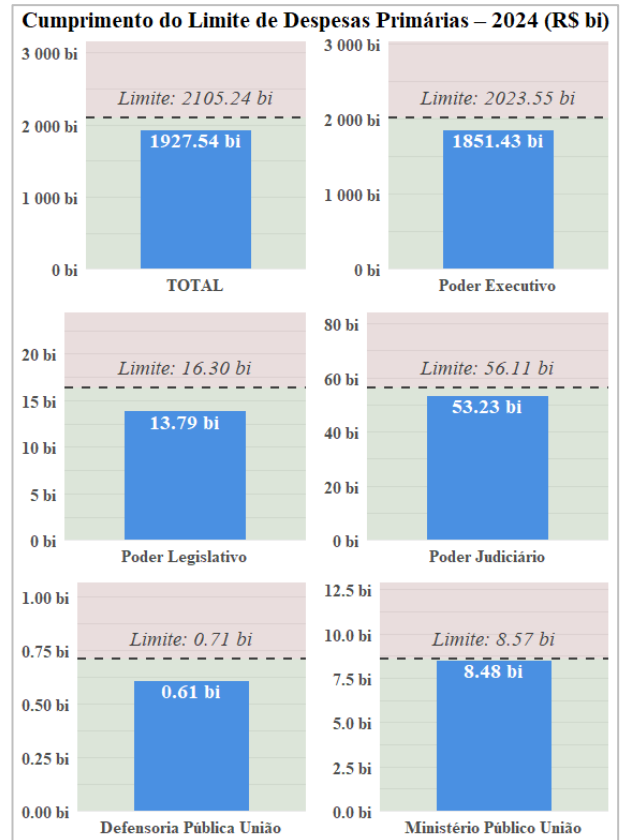 Cumprimento do Limite de Despesas Primárias – 2024 (R$ bi)
3 000 bi
2 000 bi
1 000 bi
0 bi
Limite: 2105.24 bi
1927.54 bi
TOTAL
3 000 bi
2 000 bi
1 000 bi
0 bi
Limite: 2023.55 bi
1851.43 bi
Poder Executivo
20 bi
15 bi
10 bi
5 bi
0 bi
Limite: 16.30 bi
13.79 bi
Poder Legislativo
80 bi
60 bi
40 bi
20 bi
0 bi
Limite: 56.11 bi
53.23 bi
Poder Judiciário
1.00 bi
0.75 bi
0.50 bi
0.25 bi
0.00 bi
Limite: 0.71 bi
0.61 bi
Defensoria Pública União
12.5 bi
10.0 bi
7.5 bi
5.0 bi
2.5 bi
0.0 bi
Limite: 8.57 bi
8.48 bi
Ministério Público União